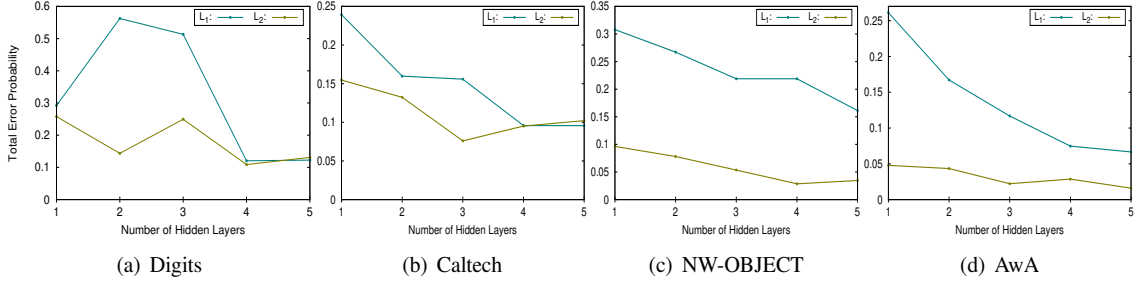 Total Error Probability
0.6
0.5
0.4
0.3
0.2
0.1
0
L1:
L2:
1 2 3 4 5
Number of Hidden Layers
(a) Digits
0.25
0.2
0.15
0.1
0.05
0
L1:
L2:
1 2 3 4 5
Number of Hidden Layers
(b) Caltech
0.35
0.3
0.25
0.2
0.15
0.1
0.05
0
L1:
L2:
1 2 3 4 5
Number of Hidden Layers
(c) NW-OBJECT
0.25
0.2
0.15
0.1
0.05
0
L1:
L2:
1 2 3 4 5
Number of Hidden Layers
(d) AwA